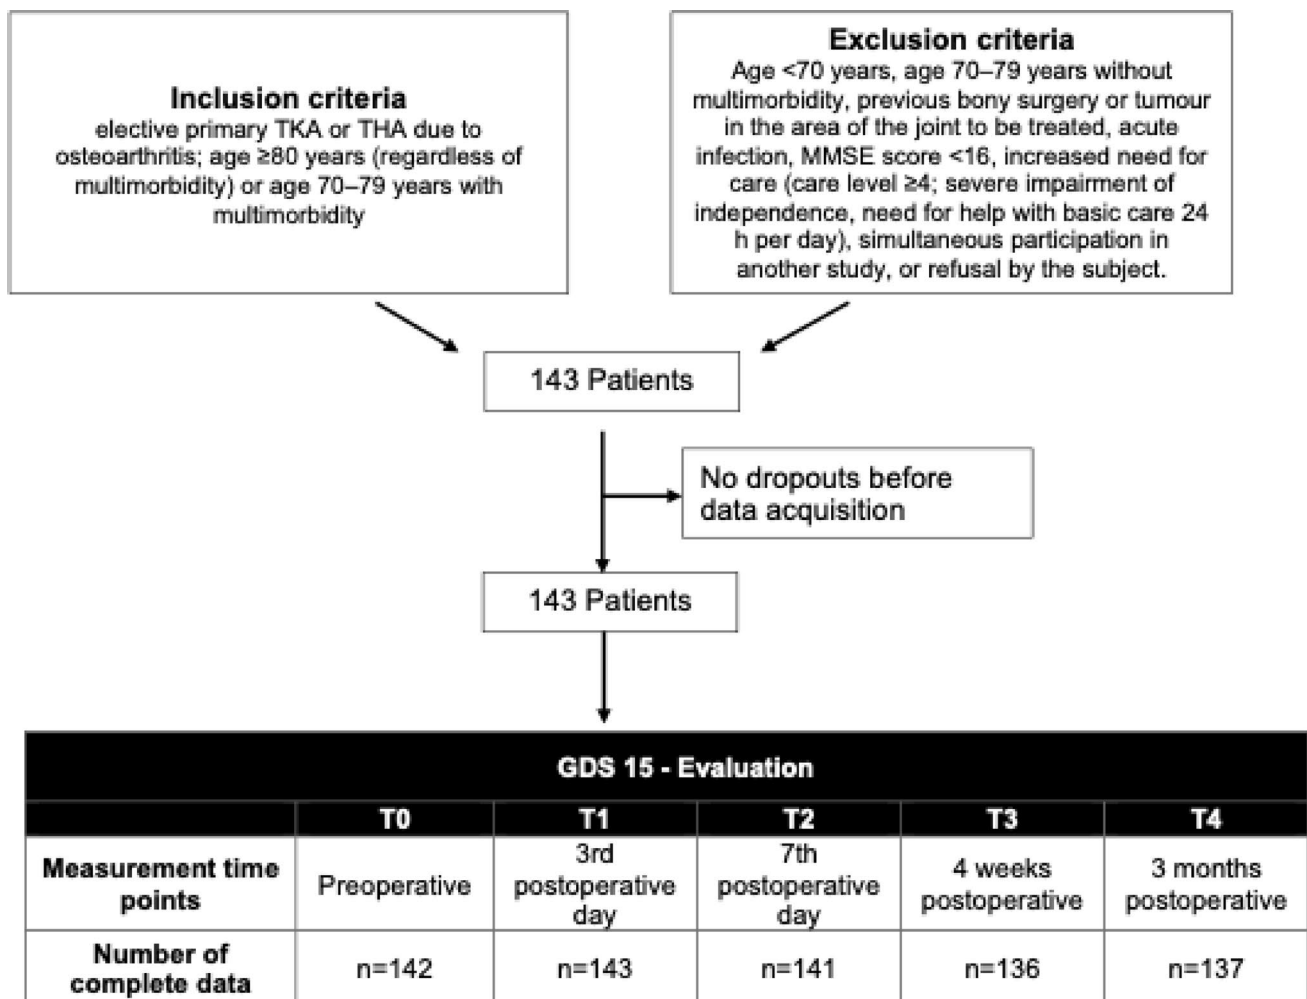 Inclusion criteria
elective primary TKA or THA due to
osteoarthritis; age ≥80 years (regardless of
multimorbidity) or age 70–79 years with
multimorbidity
Exclusion criteria
Age <70 years, age 70–79 years without
multimorbidity, previous bony surgery or tumour
in the area of the joint to be treated, acute
infection, MMSE score <16, increased need for
care (care level ≥4; severe impairment of
independence, need for help with basic care 24
h per day), simultaneous participation in
another study, or refusal by the subject.
143 Patients
No dropouts before
data acquisition
143 Patients
GDS 15 - Evaluation
T0 T1 T2 T3 T4
Measurement time
points
Preoperative
3rd
postoperative
day
7th
postoperative
day
4 weeks
postoperative
3 months
postoperative
Number of
complete data
n=142 n=143 n=141 n=136 n=137